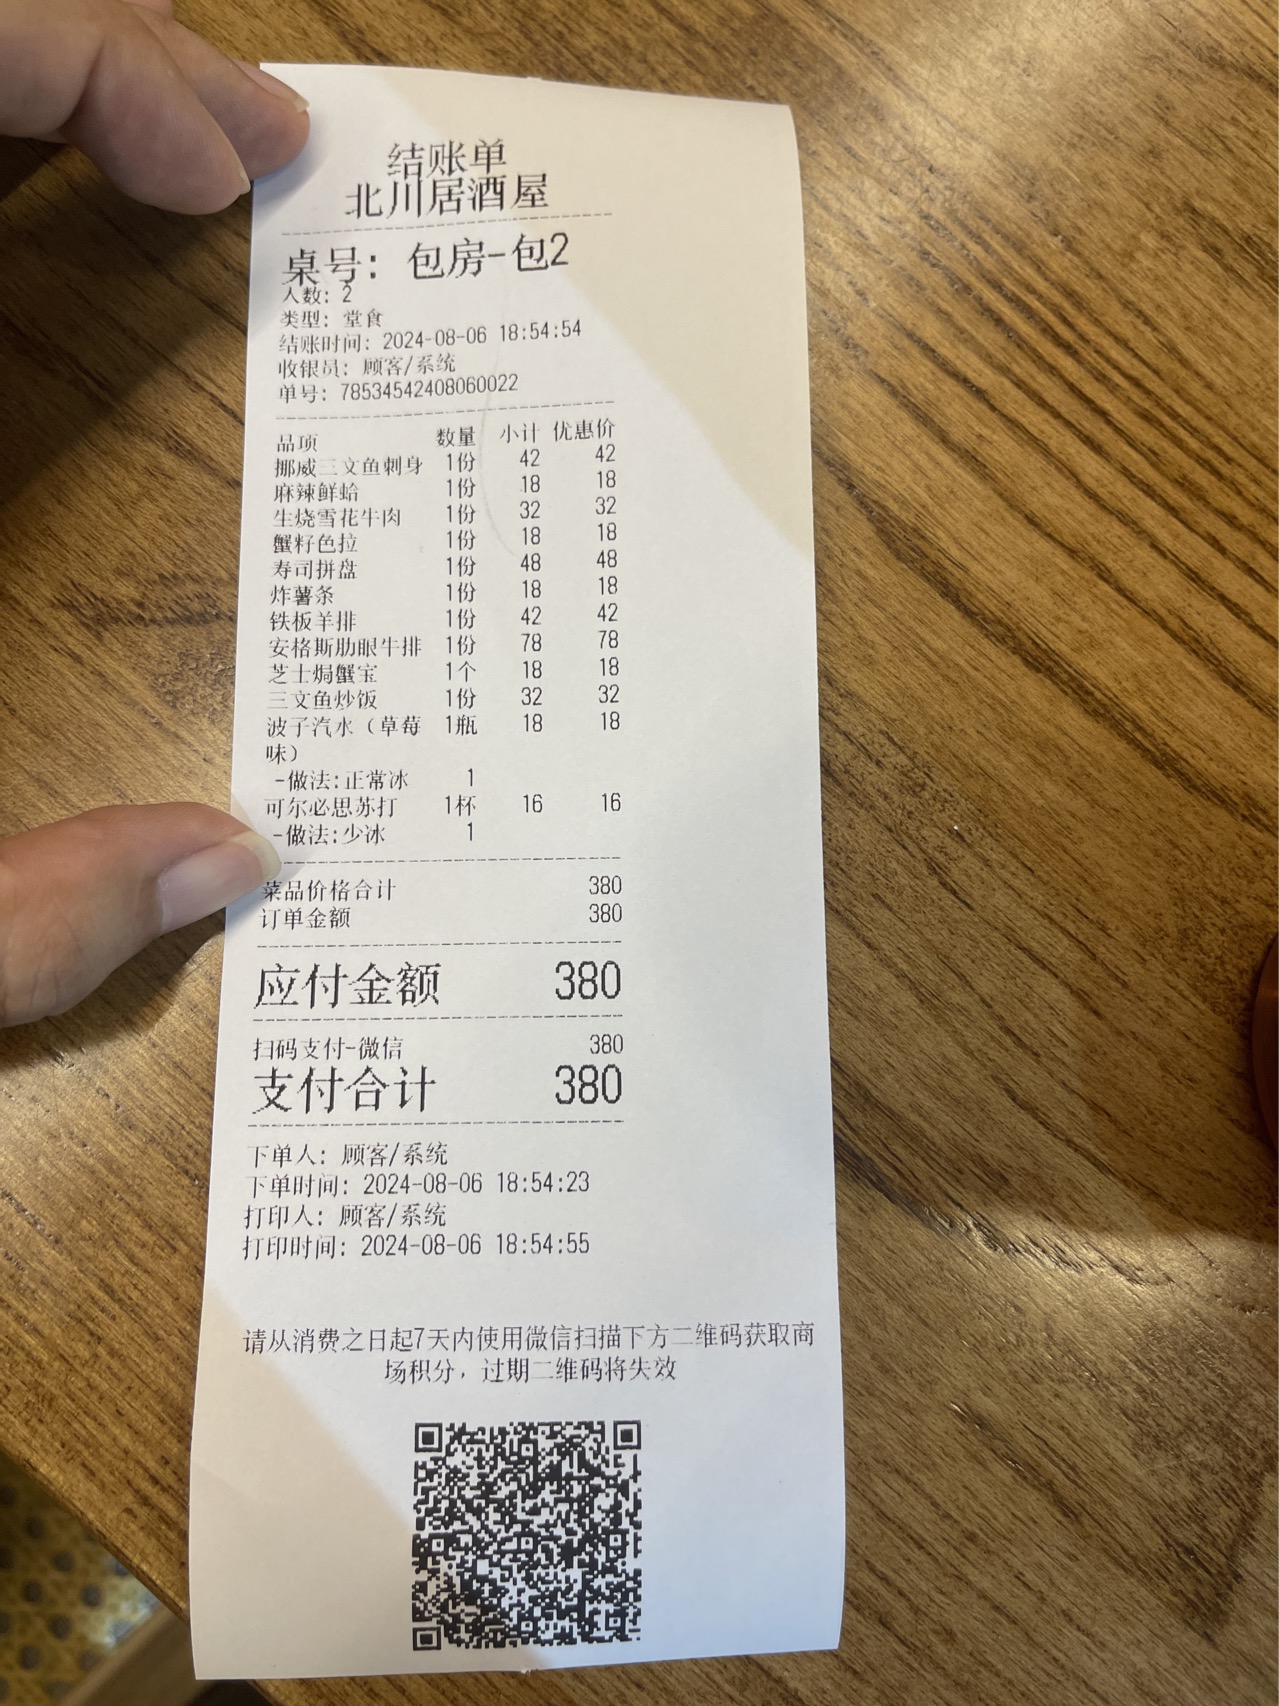 结账单
北川居酒屋
桌号: 包房-包2
人数: 2
类型: 堂食
结账时间: 2024-08-06 18:54:54
收银员: 顾客/系统
单号: 78534542408060022
品项 数量 小计 优惠价
挪威三文鱼刺身 1份 42 42
麻辣鲜蛤 1份 18 18
生烧雪花牛肉 1份 32 32
蟹籽色拉 1份 18 18
寿司拼盘 1份 48 48
炸薯条 1份 18 18
铁板羊排 1份 42 42
安格斯肋眼牛排 1份 78 78
芝士焗蟹宝 1个 18 18
三文鱼炒饭 1份 32 32
波子汽水（草莓 1瓶 18 18
味）
-做法:正常冰 1
可尔必思苏打 1杯 16 16
-做法:少冰 1
菜品价格合计 380
订单金额 380
应付金额 380
扫码支付-微信 380
支付合计 380
下单人: 顾客/系统
下单时间: 2024-08-06 18:54:23
打印人: 顾客/系统
打印时间: 2024-08-06 18:54:55
请从消费之日起7天内使用微信扫描下方二维码获取商
场积分，过期二维码将失效